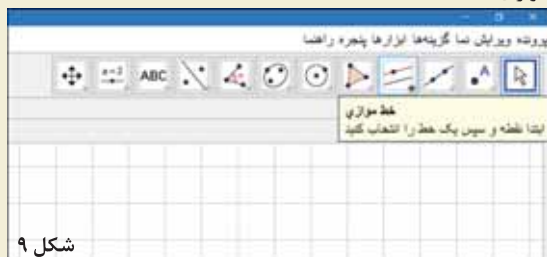 پرونده ویرایش نما گزینه‌ها ابزارها پنجره راهنما
a=2
ABC
A
خط موازی
ابتدا نقطه و سپس یک خط را انتخاب کنید
شکل ۹